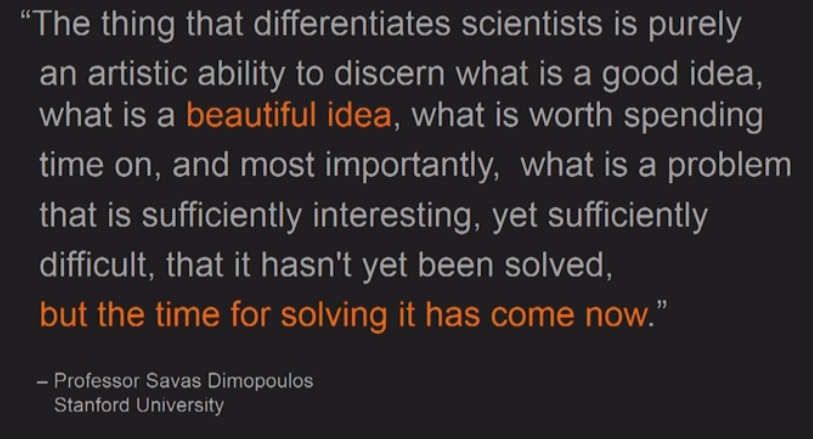 “The thing that differentiates scientists is purely
an artistic ability to discern what is a good idea,
what is a beautiful idea, what is worth spending
time on, and most importantly, what is a problem
that is sufficiently interesting, yet sufficiently
difficult, that it hasn't yet been solved,
but the time for solving it has come now.”
– Professor Savas Dimopoulos
Stanford University